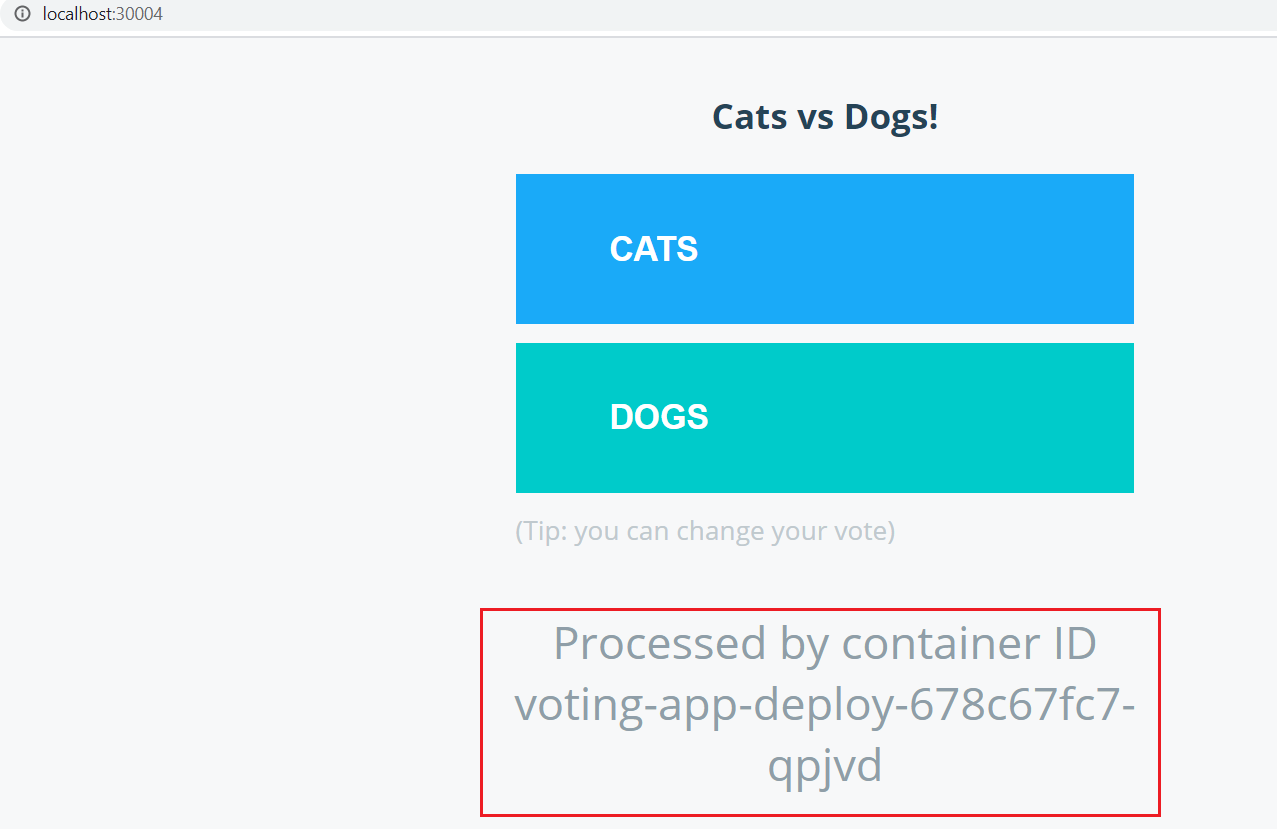 localhost:30004
Cats vs Dogs!
CATS
DOGS
(Tip: you can change your vote)
Processed by container ID
voting-app-deploy-678c67fc7-
qpjvd